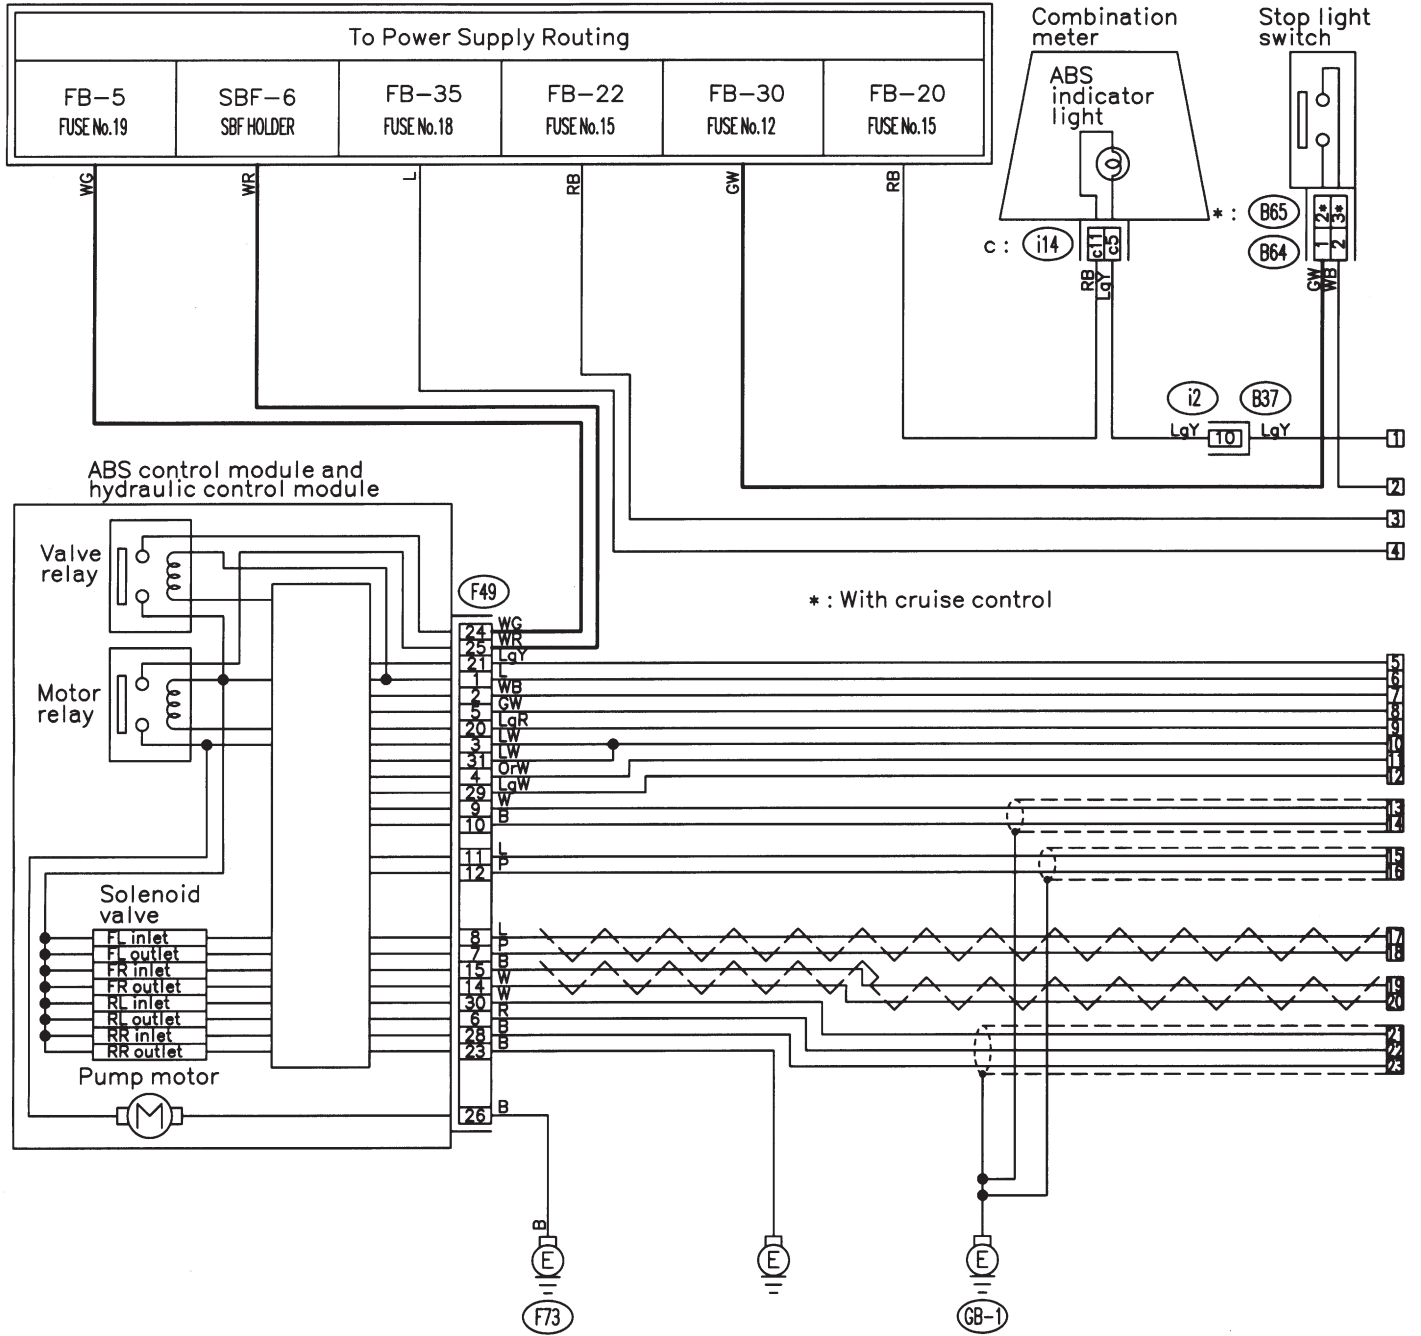 To Power Supply Routing
FB-5
FUSE No.19
SBF-6
SBF HOLDER
FB-35
FUSE No.18
FB-22
FUSE No.15
FB-30
FUSE No.12
FB-20
FUSE No.15
WG
WR
L
RB
GW
RB
Combination
meter
ABS
indicator
light
c : i14
c11
c5
RB
LgY
Stop light
switch
* : B65
B64
2*
3*
1
2
GW
WB
i2
B37
LgY
10
LgY
1
2
3
4
* : With cruise control
ABS control module and
hydraulic control module
Valve
relay
Motor
relay
F49
24 WG
25 WR
21 LgY
1 L
2 WB
5 GW
20 LgR
3 LW
31 LW
4 OrW
29 LgW
9 W
10 B
11 L
12 P
8 L
7 P
15 B
14 W
30 W
6 R
28 B
23 B
26 B
5
6
7
8
9
10
11
12
13
14
15
16
17
18
19
20
21
22
23
Solenoid
valve
FL inlet
FL outlet
FR inlet
FR outlet
RL inlet
RL outlet
RR inlet
RR outlet
Pump motor
M
B
E
E
E
F73
GB-1